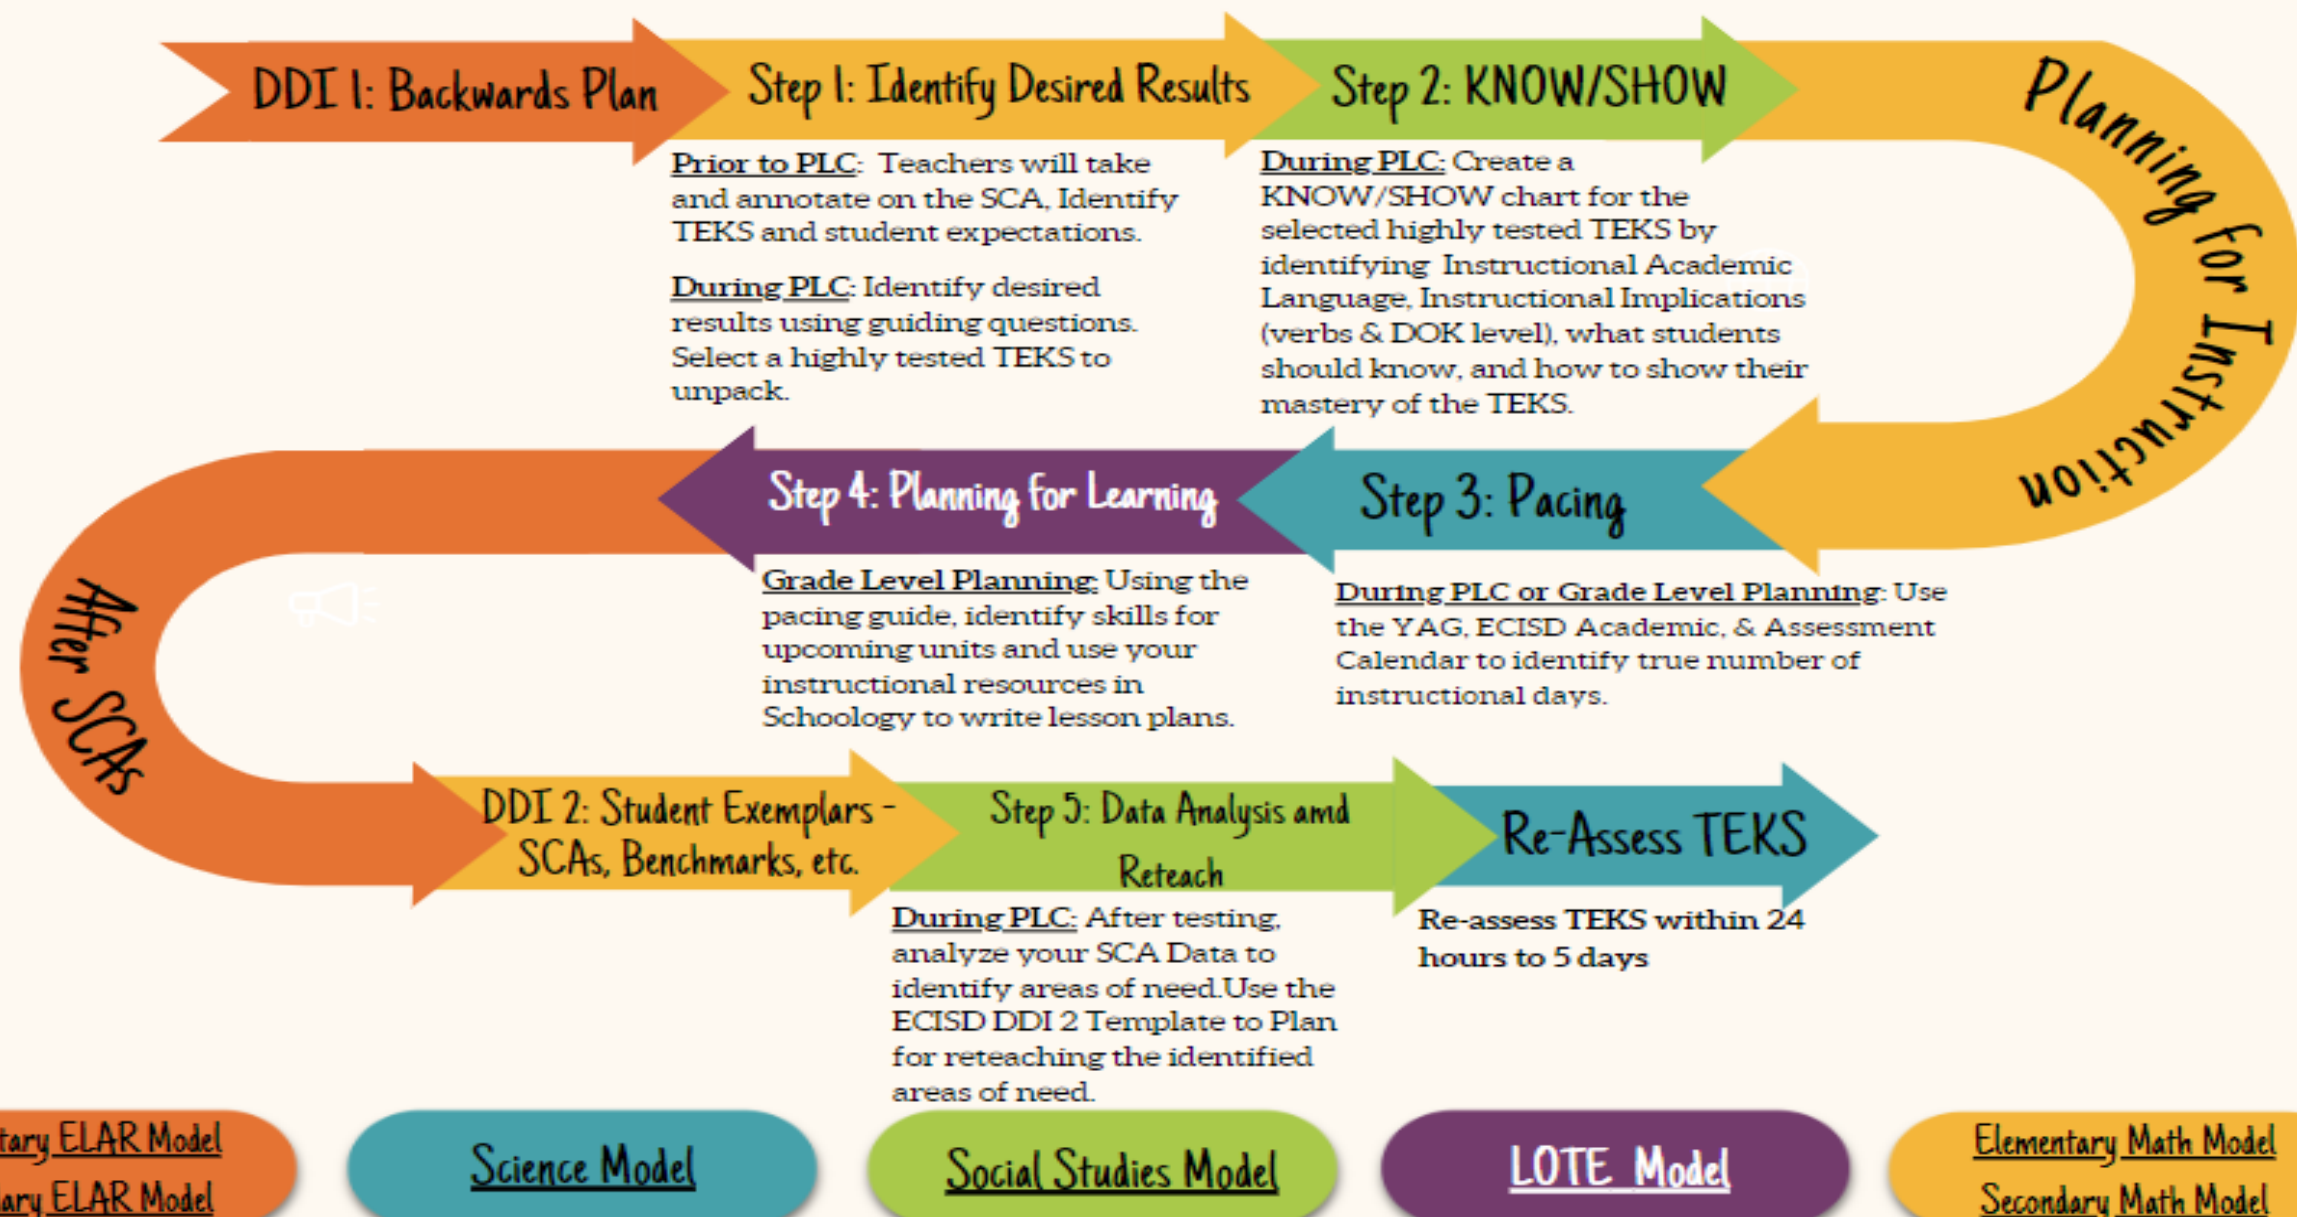 DDI 1: Backwards Plan
Step 1: Identify Desired Results
Step 2: KNOW/SHOW
Planning for Instruction
Prior to PLC: Teachers will take
and annotate on the SCA, Identify
TEKS and student expectations.
During PLC: Identify desired
results using guiding questions.
Select a highly tested TEKS to
unpack.
During PLC: Create a
KNOW/SHOW chart for the
selected highly tested TEKS by
identifying Instructional Academic
Language, Instructional Implications
(verbs & DOK level), what students
should know, and how to show their
mastery of the TEKS.
Step 3: Pacing
During PLC or Grade Level Planning: Use
the YAG, ECISD Academic, & Assessment
Calendar to identify true number of
instructional days.
Step 4: Planning for Learning
Grade Level Planning: Using the
pacing guide, identify skills for
upcoming units and use your
instructional resources in
Schoology to write lesson plans.
After SCAs
DDI 2: Student Exemplars -
SCAs, Benchmarks, etc.
Step 5: Data Analysis amd
Reteach
During PLC: After testing,
analyze your SCA Data to
identify areas of need.Use the
ECISD DDI 2 Template to Plan
for reteaching the identified
areas of need.
Re-Assess TEKS
Re-assess TEKS within 24
hours to 5 days
ELAR Model
ELAR Model
Science Model
Social Studies Model
LOTE Model
Elementary Math Model
Secondary Math Model